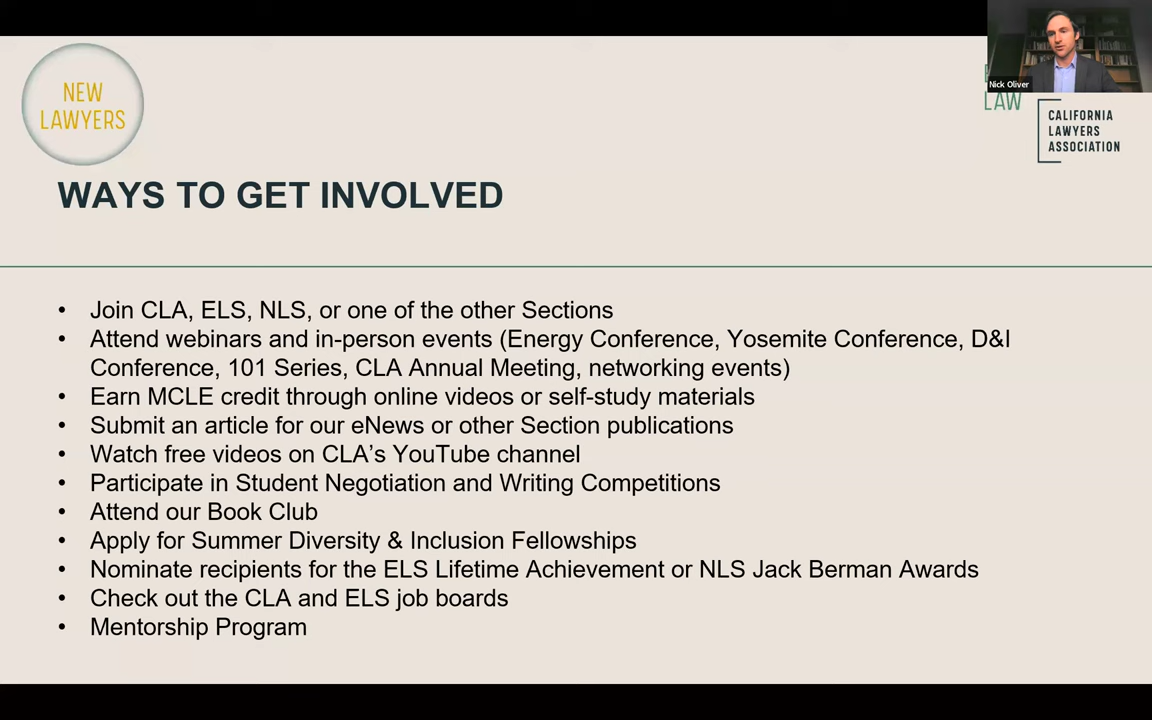 NEW
LAWYERS
Nick Oliver
LAW
CALIFORNIA
LAWYERS
ASSOCIATION
WAYS TO GET INVOLVED
• Join CLA, ELS, NLS, or one of the other Sections
• Attend webinars and in-person events (Energy Conference, Yosemite Conference, D&I
Conference, 101 Series, CLA Annual Meeting, networking events)
• Earn MCLE credit through online videos or self-study materials
• Submit an article for our eNews or other Section publications
• Watch free videos on CLA’s YouTube channel
• Participate in Student Negotiation and Writing Competitions
• Attend our Book Club
• Apply for Summer Diversity & Inclusion Fellowships
• Nominate recipients for the ELS Lifetime Achievement or NLS Jack Berman Awards
• Check out the CLA and ELS job boards
• Mentorship Program